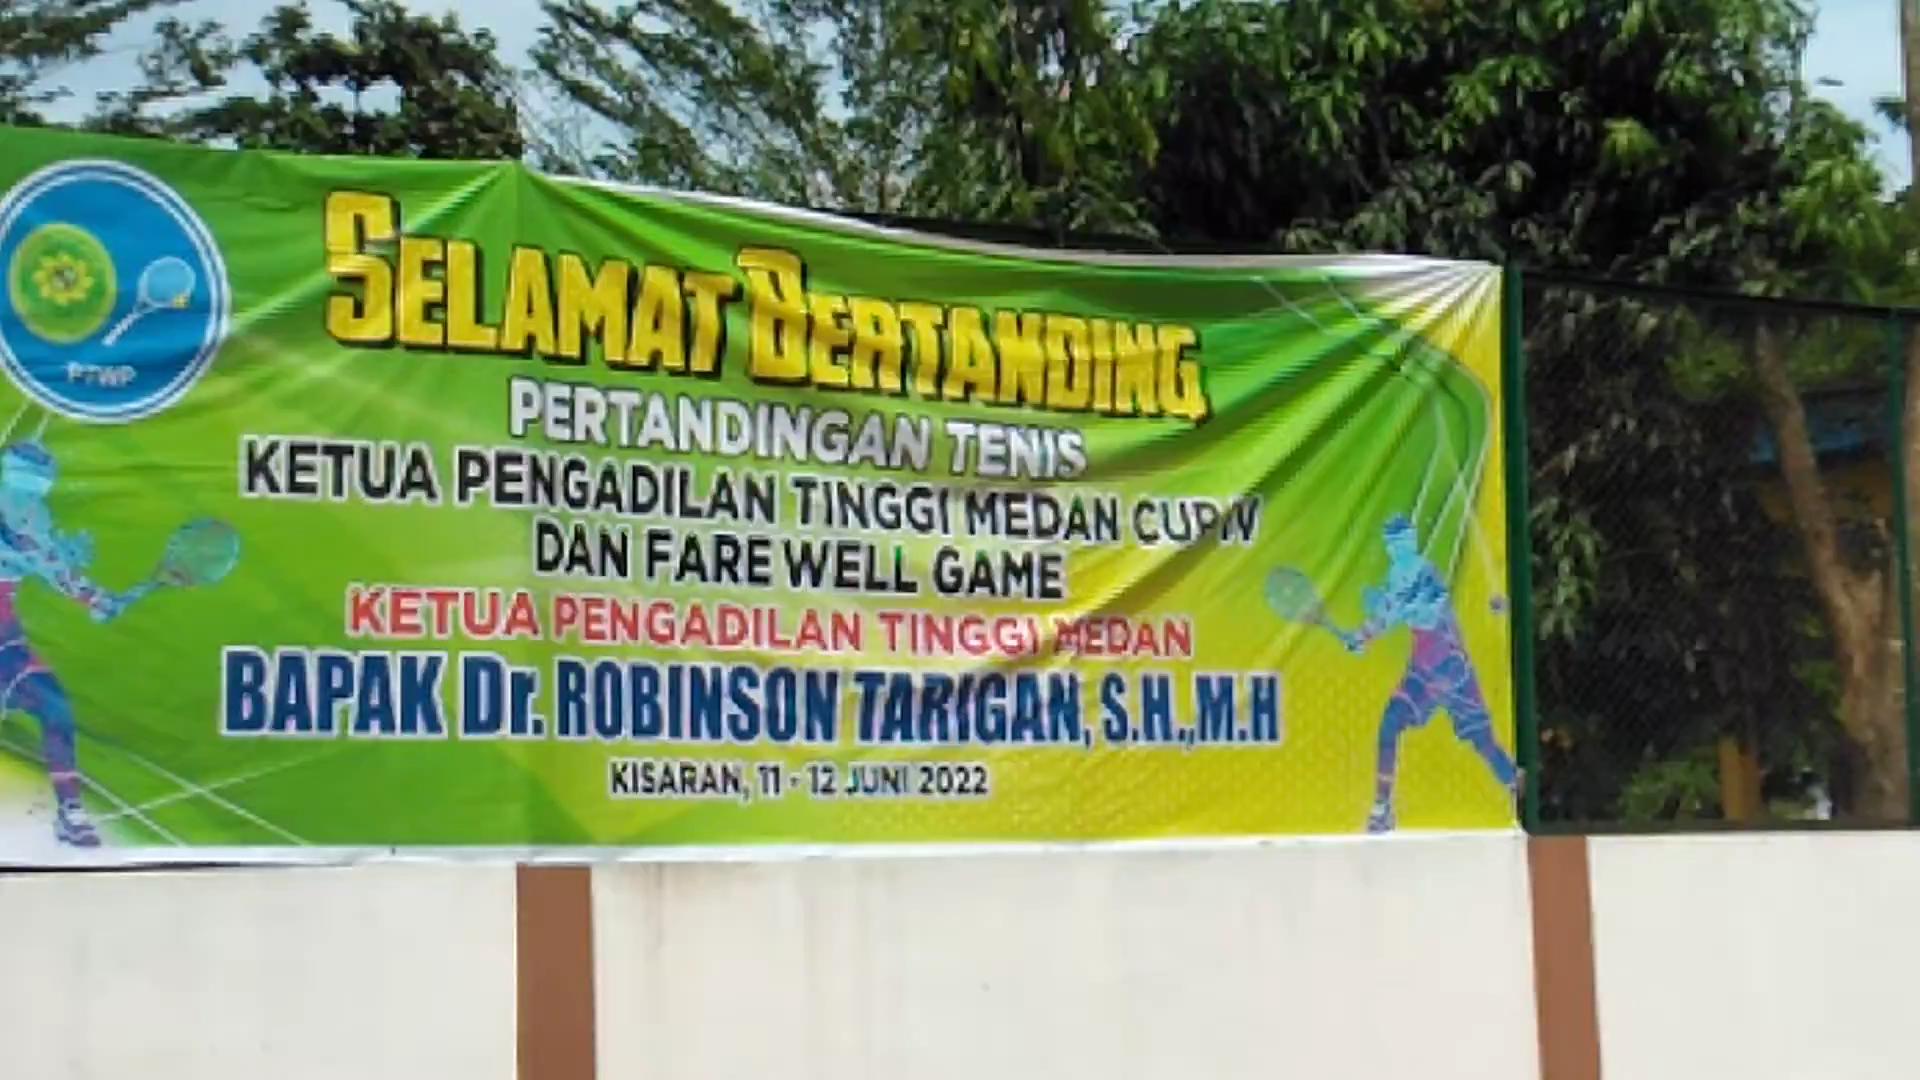 PTWP
SELAMAT BERTANDING
PERTANDINGAN TENIS
KETUA PENGADILAN TINGGI MEDAN CUP IV
DAN FARE WELL GAME
KETUA PENGADILAN TINGGI MEDAN
BAPAK Dr. ROBINSON TARIGAN, S.H.,M.H
KISARAN, 11 - 12 JUNI 2022